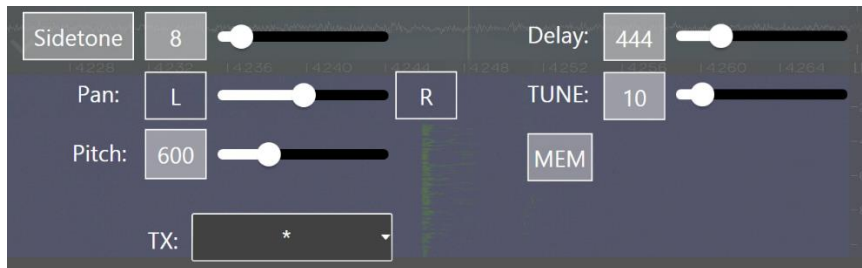 Sidetone 8 Delay: 444
14228 14232 14236 14240 14244 14248 14252 14256 14260 14264
Pan: L R TUNE: 10
Pitch: 600 MEM
TX: *